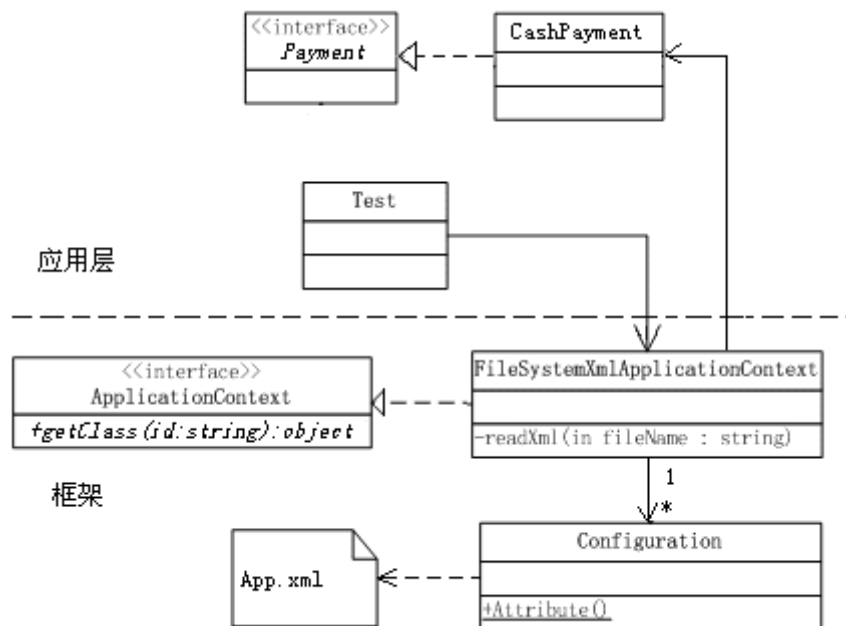 <<interface>>
Payment
CashPayment
Test
应用层
<<interface>>
ApplicationContext
+getClass(id:string):object
FileSystemXmlApplicationContext
-readXml(in fileName : string)
框架
1
*
App.xml
Configuration
+Attribute()